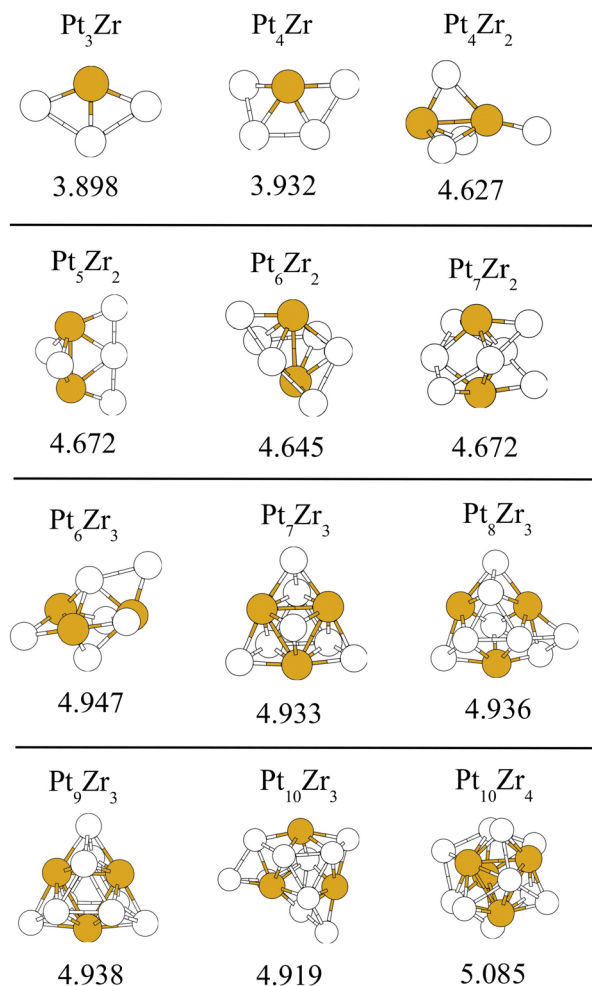 Pt₃Zr Pt₄Zr Pt₄Zr₂
3.898 3.932 4.627
Pt₅Zr₂ Pt₆Zr₂ Pt₇Zr₂
4.672 4.645 4.672
Pt₆Zr₃ Pt₇Zr₃ Pt₈Zr₃
4.947 4.933 4.936
Pt₉Zr₃ Pt₁₀Zr₃ Pt₁₀Zr₄
4.938 4.919 5.085